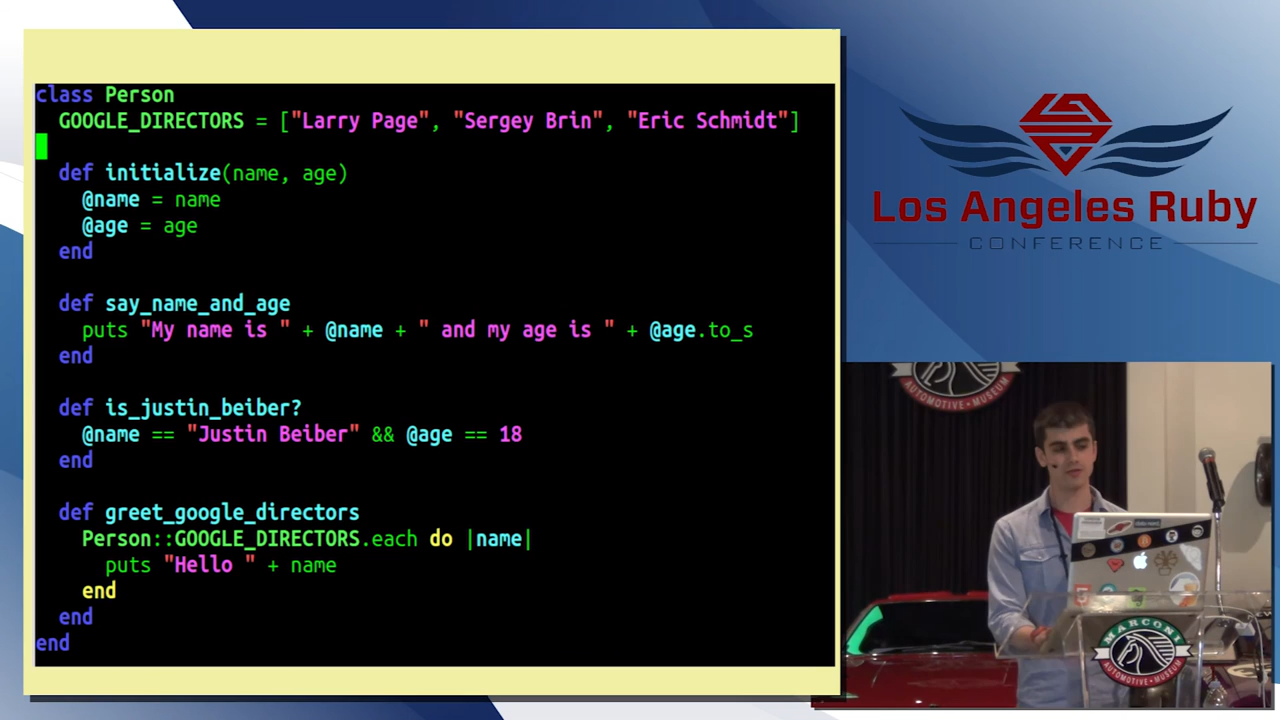 class Person
GOOGLE_DIRECTORS = ["Larry Page", "Sergey Brin", "Eric Schmidt"]
def initialize(name, age)
@name = name
@age = age
end
def say_name_and_age
puts "My name is " + @name + " and my age is " + @age.to_s
end
def is_justin_beiber?
@name == "Justin Beiber" && @age == 18
end
def greet_google_directors
Person::GOOGLE_DIRECTORS.each do |name|
puts "Hello " + name
end
end
end
Los Angeles Ruby
CONFERENCE
AUTOMOTIVE MUSEUM
MARCONI
AUTOMOTIVE MUSEUM